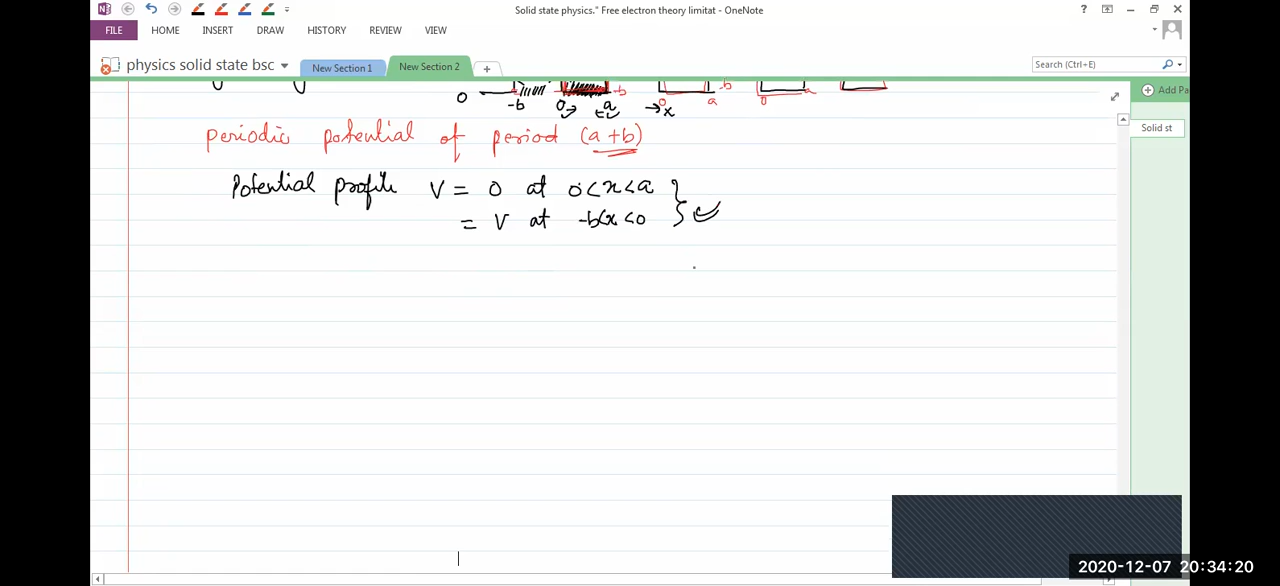 Solid state physics." Free electron theory limitat - OneNote
FILE HOME INSERT DRAW HISTORY REVIEW VIEW
physics solid state bsc New Section 1 New Section 2 + Search (Ctrl+E)
Add Pa
Solid st
0 -b 0 a -b → x 0 a -b 0 a
periodic potential of period (a+b)
Potential profile V = 0 at 0<x<a
= V at -b<x<0
2020-12-07 20:34:20